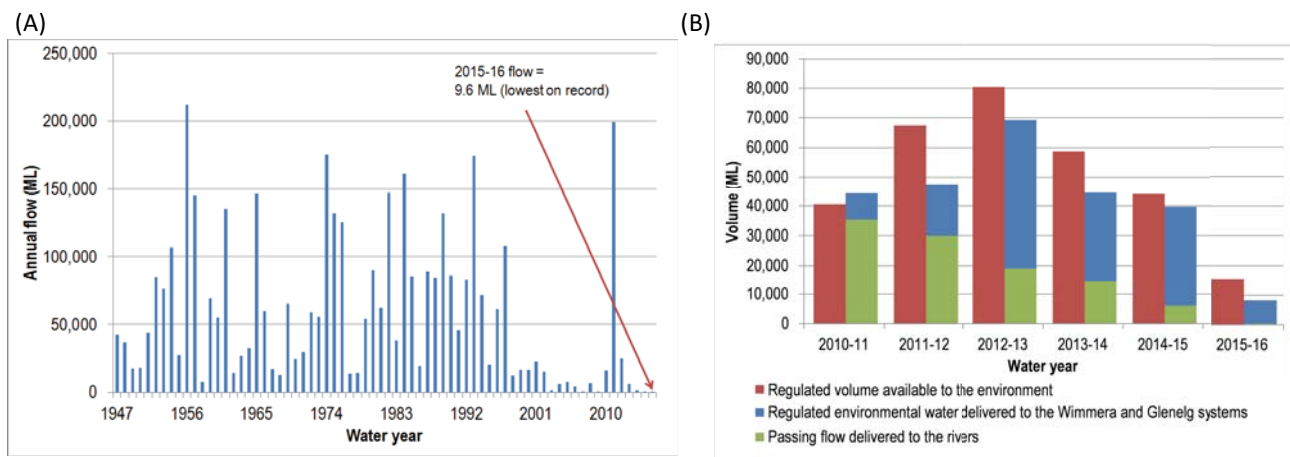 (A)
250,000
200,000
150,000
100,000
50,000
0
Annual flow (ML)
2015-16 flow =
9.6 ML (lowest on record)
1947 1956 1965 1974 1983 1992 2001 2010
Water year
(B)
90,000
80,000
70,000
60,000
50,000
40,000
30,000
20,000
10,000
0
Volume (ML)
2010-11 2011-12 2012-13 2013-14 2014-15 2015-16
Water year
Regulated volume available to the environment
Regulated environmental water delivered to the Wimmera and Glenelg systems
Passing flow delivered to the rivers